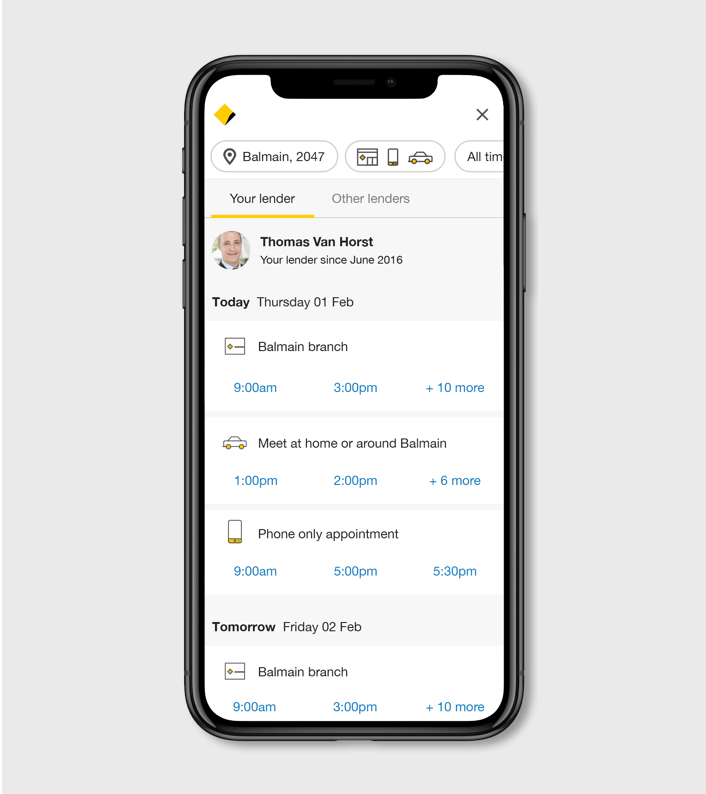 Balmain, 2047
All tim
Your lender Other lenders
Thomas Van Horst
Your lender since June 2016
Today Thursday 01 Feb
Balmain branch
9:00am 3:00pm + 10 more
Meet at home or around Balmain
1:00pm 2:00pm + 6 more
Phone only appointment
9:00am 5:00pm 5:30pm
Tomorrow Friday 02 Feb
Balmain branch
9:00am 3:00pm + 10 more